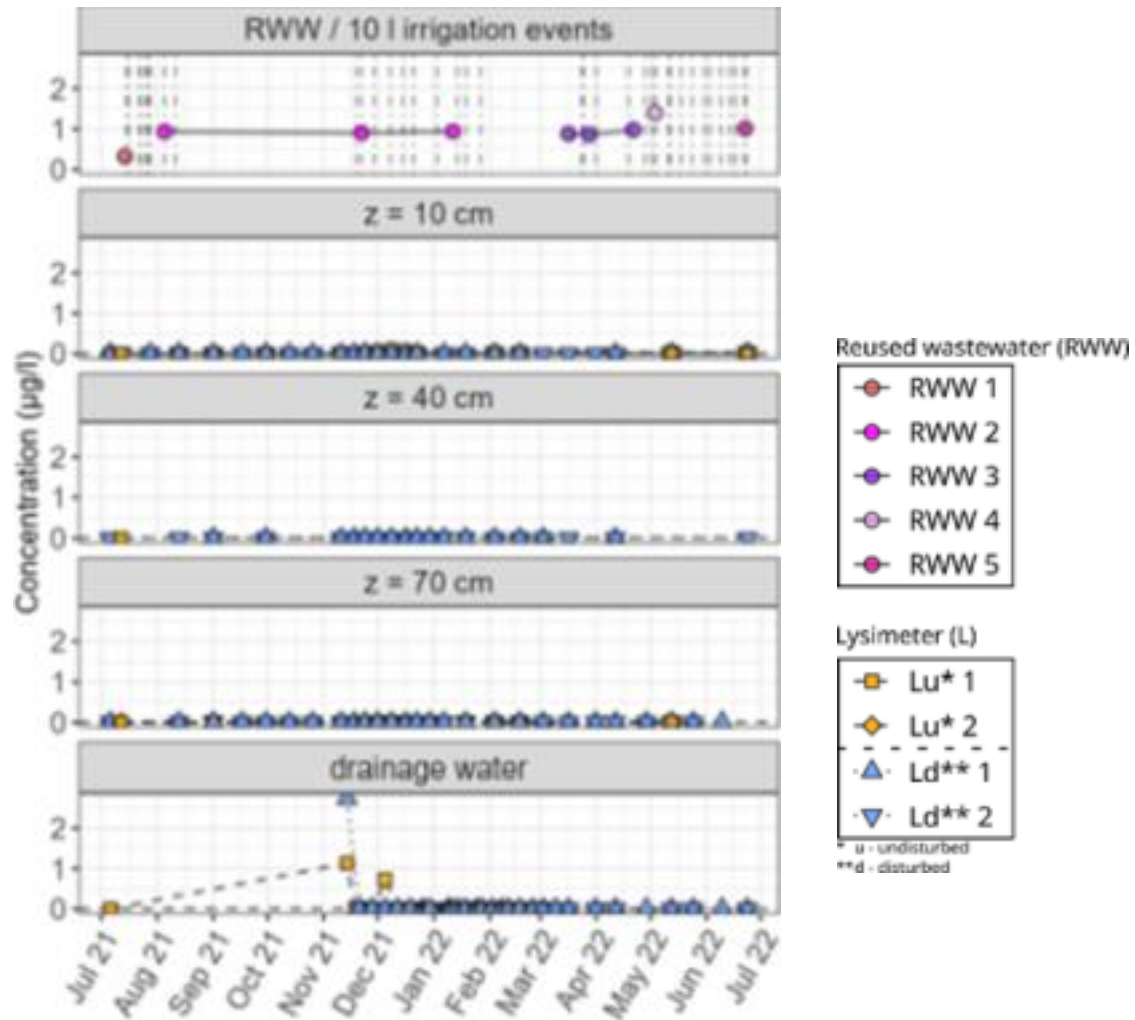 RWW / 10 l irrigation events
2
1
0
z = 10 cm
2
1
0
z = 40 cm
2
1
0
z = 70 cm
2
1
0
drainage water
2
1
0
Concentration (µg/l)
Jul 21
Aug 21
Sep 21
Oct 21
Nov 21
Dec 21
Jan 22
Feb 22
Mar 22
Apr 22
May 22
Jun 22
Jul 22
Reused wastewater (RWW)
RWW 1
RWW 2
RWW 3
RWW 4
RWW 5
Lysimeter (L)
Lu* 1
Lu* 2
Ld** 1
Ld** 2
* u - undisturbed
**d - disturbed